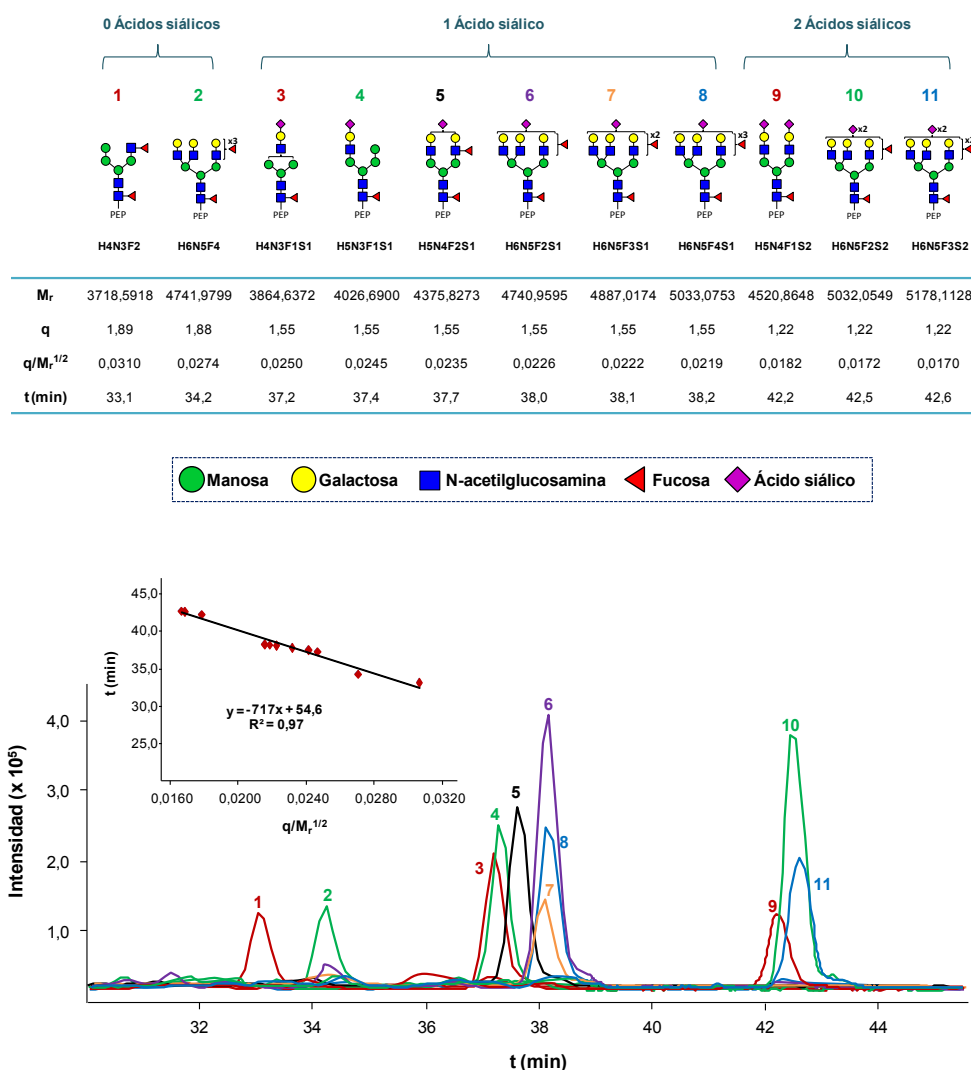 0 Ácidos siálicos 1 Ácido siálico 2 Ácidos siálicos
1 2 3 4 5 6 7 8 9 10 11
x3 x2 x3 x2 x2
PEP PEP PEP PEP PEP PEP PEP PEP PEP PEP PEP
H4N3F2 H6N5F4 H4N3F1S1 H5N3F1S1 H5N4F2S1 H6N5F2S1 H6N5F3S1 H6N5F4S1 H5N4F1S2 H6N5F2S2 H6N5F3S2
Mr 3718,5918 4741,9799 3864,6372 4026,6900 4375,8273 4740,9595 4887,0174 5033,0753 4520,8648 5032,0549 5178,1128
q 1,89 1,88 1,55 1,55 1,55 1,55 1,55 1,55 1,22 1,22 1,22
q/Mr1/2 0,0310 0,0274 0,0250 0,0245 0,0235 0,0226 0,0222 0,0219 0,0182 0,0172 0,0170
t (min) 33,1 34,2 37,2 37,4 37,7 38,0 38,1 38,2 42,2 42,5 42,6
Manosa Galactosa N-acetilglucosamina Fucosa Ácido siálico
45,0
40,0
35,0
30,0
25,0
t (min)
y = -717x + 54,6
R² = 0,97
0,0160 0,0200 0,0240 0,0280 0,0320
q/Mr1/2
4,0
3,0
2,0
1,0
Intensidad (x 10⁵)
1 2 3 4 5 6 7 8 9 10 11
32 34 36 38 40 42 44
t (min)